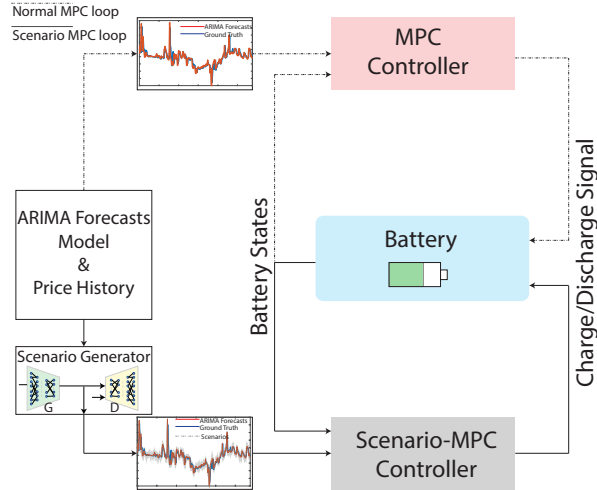 Normal MPC loop
Scenario MPC loop
ARIMA Forecasts
Ground Truth
MPC
Controller
ARIMA Forecasts
Model
&
Price History
Battery States
Battery
Charge/Discharge Signal
Scenario Generator
G
D
ARIMA Forecasts
Ground Truth
Scenarios
Scenario-MPC
Controller